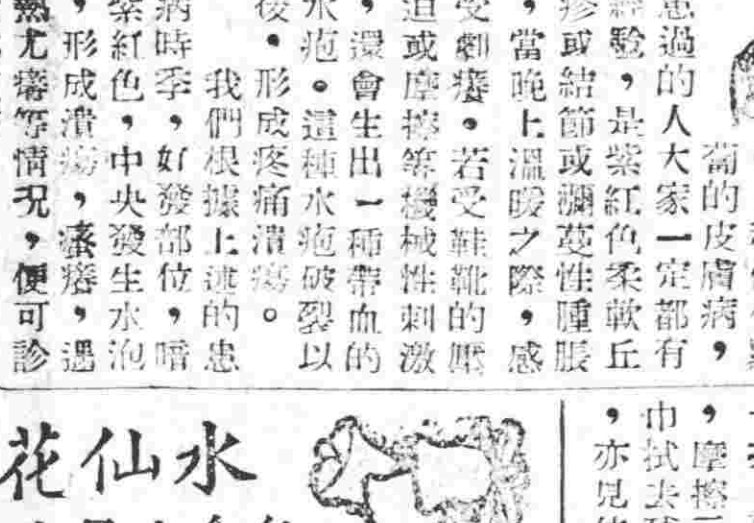 菊的皮膚病，
患過的人大家一定都有
經驗，是紫紅色柔軟丘
疹或結節或瀰蔓性腫脹
，當晚上溫暖之際，感
受劇癢。若受鞋靴的壓
迫或摩擦等機械性刺激
，還會生出一種帶血的
水疱。這種水疱破裂以
後，形成疼痛潰瘍。
我們根據上述的患
病時季，好發部位，暗
紫紅色，中央發生水泡
，形成潰瘍，瘙癢，遇
熱尤癢等情況，便可診
，摩擦
巾拭去
，亦見
水仙花